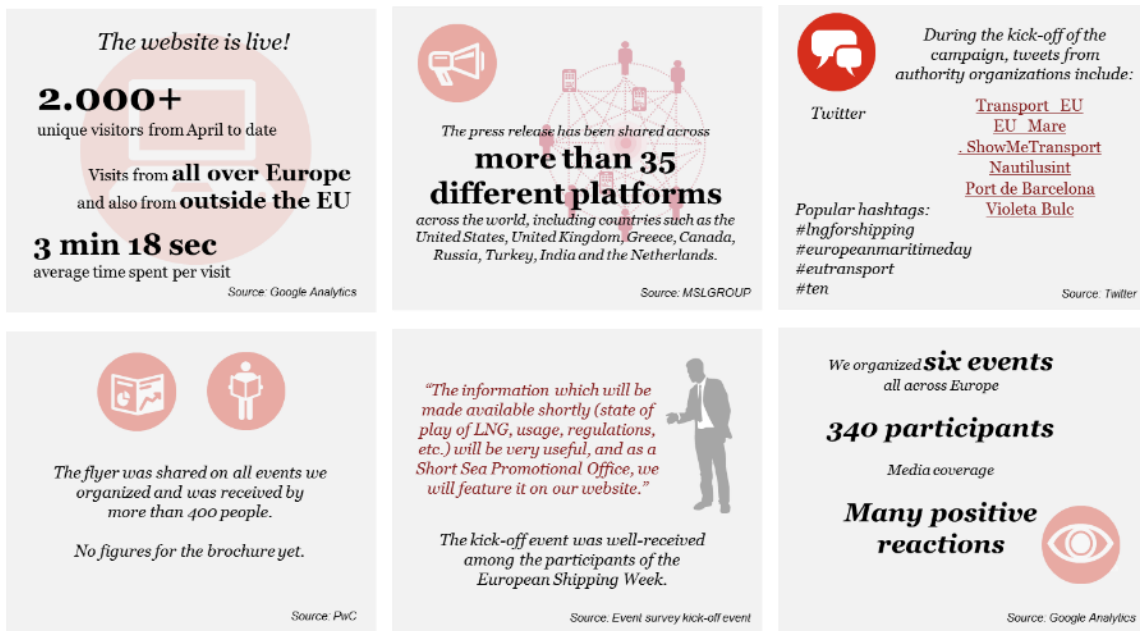 The website is live!
2.000+
unique visitors from April to date
Visits from all over Europe
and also from outside the EU
3 min 18 sec
average time spent per visit
Source: Google Analytics
The press release has been shared across
more than 35
different platforms
across the world, including countries such as the
United States, United Kingdom, Greece, Canada,
Russia, Turkey, India and the Netherlands.
Source: MSLGROUP
During the kick-off of the
campaign, tweets from
authority organizations include:
Twitter
Transport_EU
EU_Mare
. ShowMeTransport
Nautilusint
Port de Barcelona
Violeta Bulc
Popular hashtags:
#lngforshipping
#europeanmaritimeday
#eutransport
#ten
Source: Twitter
The flyer was shared on all events we
organized and was received by
more than 400 people.
No figures for the brochure yet.
Source: PwC
“The information which will be
made available shortly (state of
play of LNG, usage, regulations,
etc.) will be very useful, and as a
Short Sea Promotional Office, we
will feature it on our website.”
The kick-off event was well-received
among the participants of the
European Shipping Week.
Source: Event survey kick-off event
We organized six events
all across Europe
340 participants
Media coverage
Many positive
reactions
Source: Google Analytics